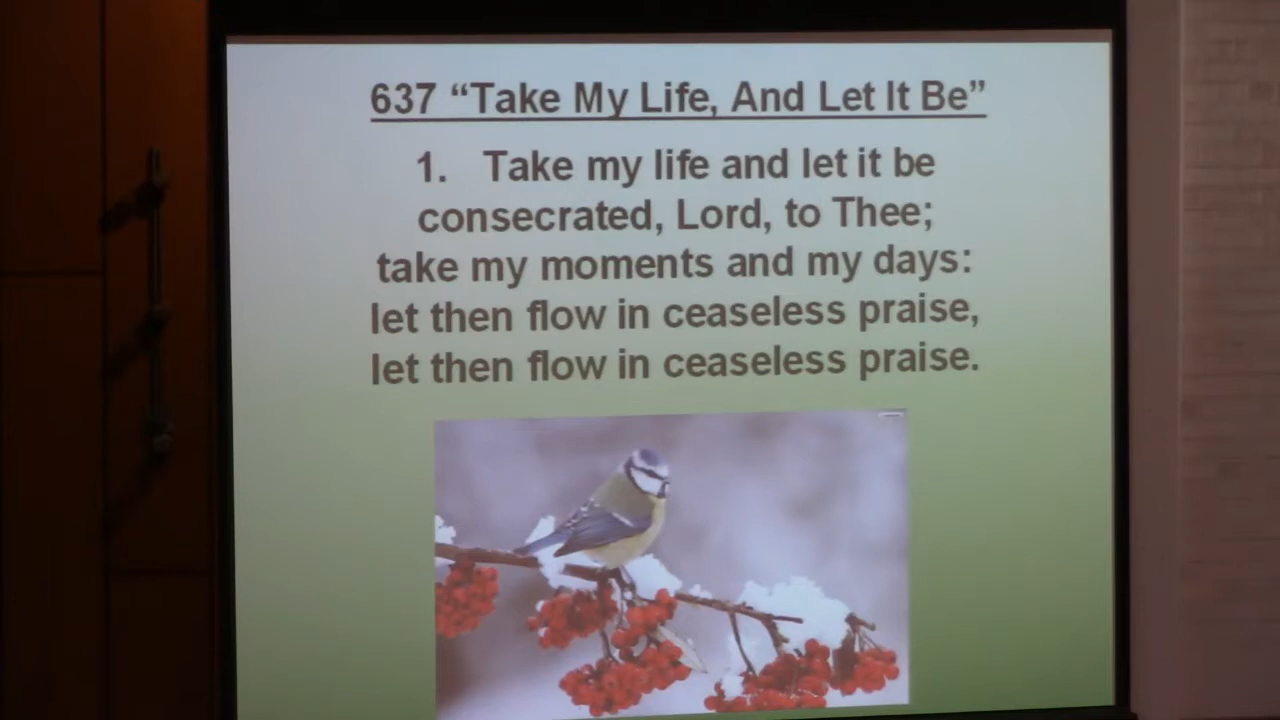 637 “Take My Life, And Let It Be”
1. Take my life and let it be
consecrated, Lord, to Thee;
take my moments and my days:
let then flow in ceaseless praise,
let then flow in ceaseless praise.